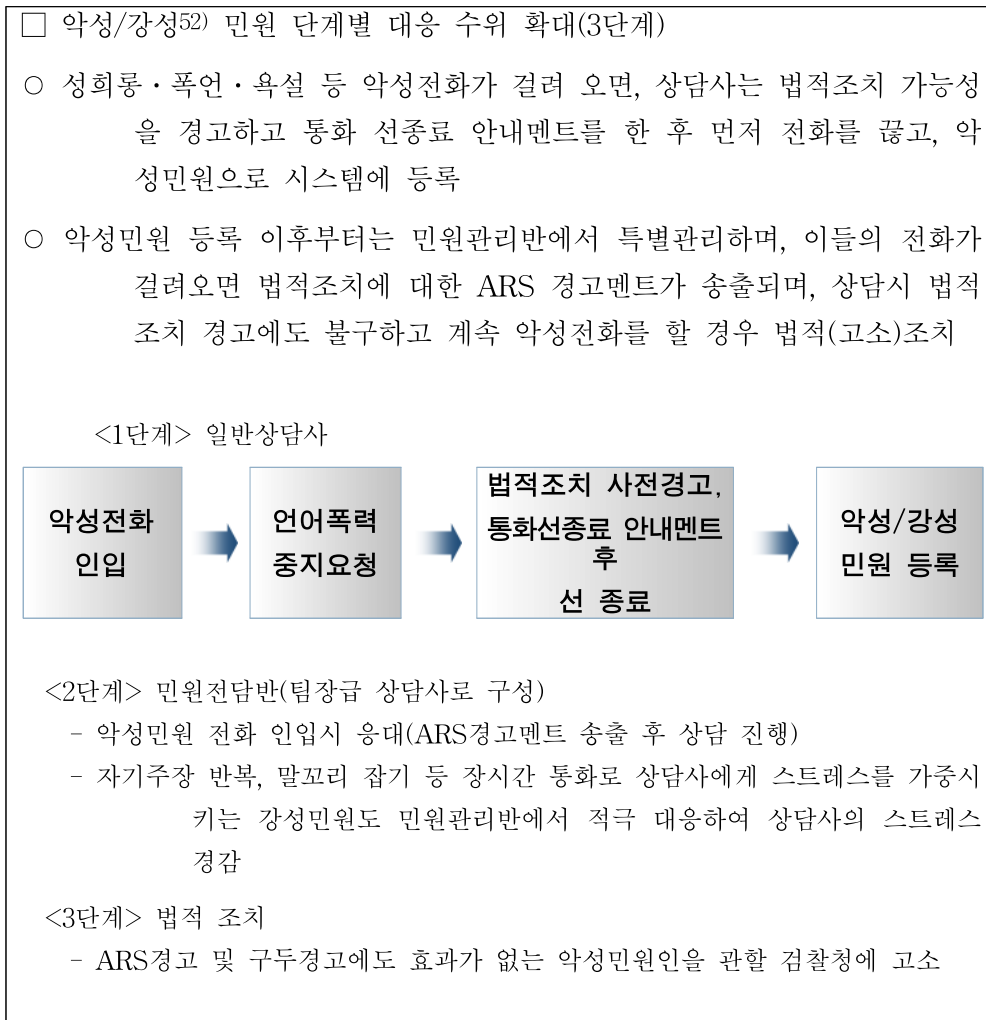 □ 악성/강성52) 민원 단계별 대응 수위 확대(3단계)
○ 성희롱・폭언・욕설 등 악성전화가 걸려 오면, 상담사는 법적조치 가능성
을 경고하고 통화 선종료 안내멘트를 한 후 먼저 전화를 끊고, 악
성민원으로 시스템에 등록
○ 악성민원 등록 이후부터는 민원관리반에서 특별관리하며, 이들의 전화가
걸려오면 법적조치에 대한 ARS 경고멘트가 송출되며, 상담시 법적
조치 경고에도 불구하고 계속 악성전화를 할 경우 법적(고소)조치
<1단계> 일반상담사
악성전화
인입
언어폭력
중지요청
법적조치 사전경고,
통화선종료 안내멘트
후
선 종료
악성/강성
민원 등록
<2단계> 민원전담반(팀장급 상담사로 구성)
- 악성민원 전화 인입시 응대(ARS경고멘트 송출 후 상담 진행)
- 자기주장 반복, 말꼬리 잡기 등 장시간 통화로 상담사에게 스트레스를 가중시
키는 강성민원도 민원관리반에서 적극 대응하여 상담사의 스트레스
경감
<3단계> 법적 조치
- ARS경고 및 구두경고에도 효과가 없는 악성민원인을 관할 검찰청에 고소